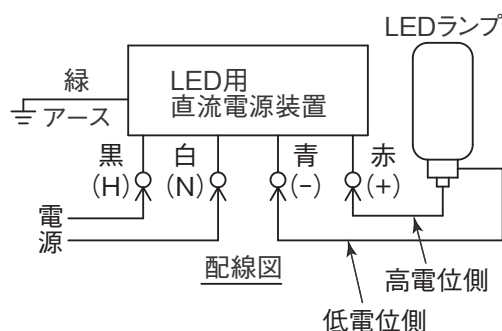 LEDランプ
LED用
直流電源装置
緑
アース
黒
(H)
白
(N)
青
(−)
赤
(+)
電
源
配線図
高電位側
低電位側